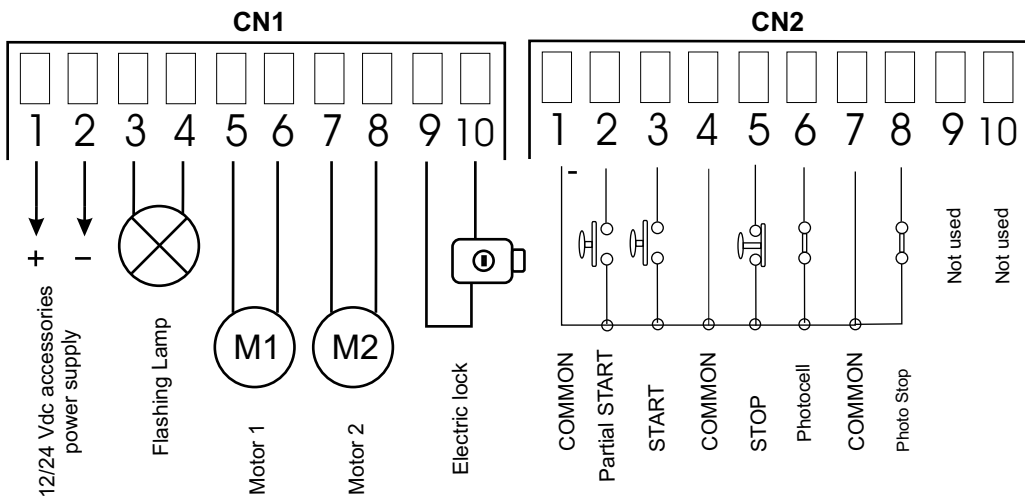 CN1
1 2 3 4 5 6 7 8 9 10
+ −
12/24 Vdc accessories
power supply
Flashing Lamp
M1
Motor 1
M2
Motor 2
Electric lock
CN2
1 2 3 4 5 6 7 8 9 10
-
COMMON
Partial START
START
COMMON
STOP
Photocell
COMMON
Photo Stop
Not used
Not used